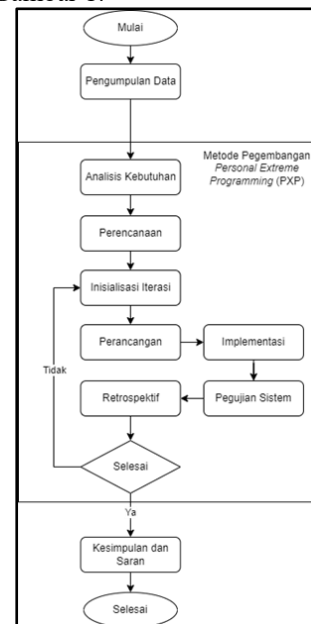 Mulai
Pengumpulan Data
Metode Pegembangan
Personal Extreme
Programming (PXP)
Analisis Kebutuhan
Perencanaan
Inisialisasi Iterasi
Perancangan
Implementasi
Tidak
Retrospektif
Pegujian Sistem
Selesai
Ya
Kesimpulan dan
Saran
Selesai